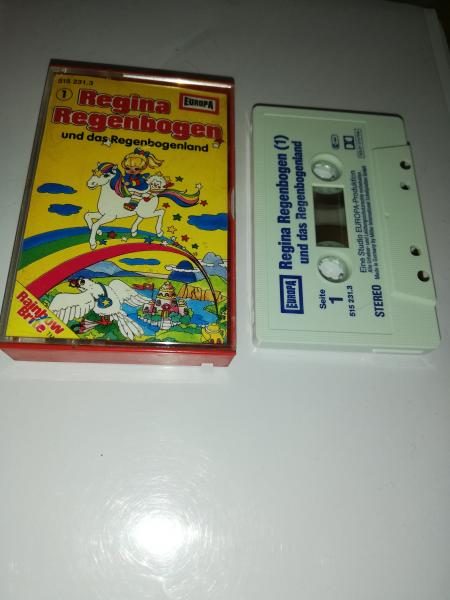 515 231.3
1
EUROPA
Regina
Regenbogen
und das Regenbogenland
Rainbow
Brite
Regina Regenbogen (1)
und das Regenbogenland
EUROPA
Seite
1
515 231.3
Eine Studio EUROPA-Produktion
STEREO